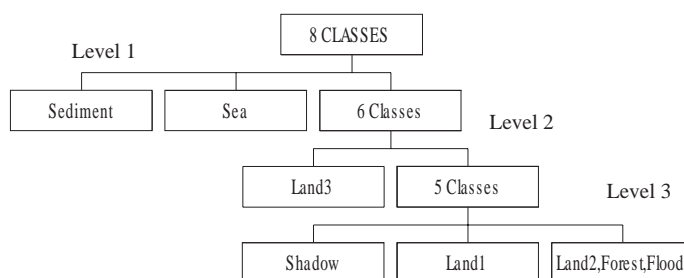 8 CLASSES
Level 1
Sediment
Sea
6 Classes
Level 2
Land3
5 Classes
Level 3
Shadow
Land1
Land2,Forest,Flood